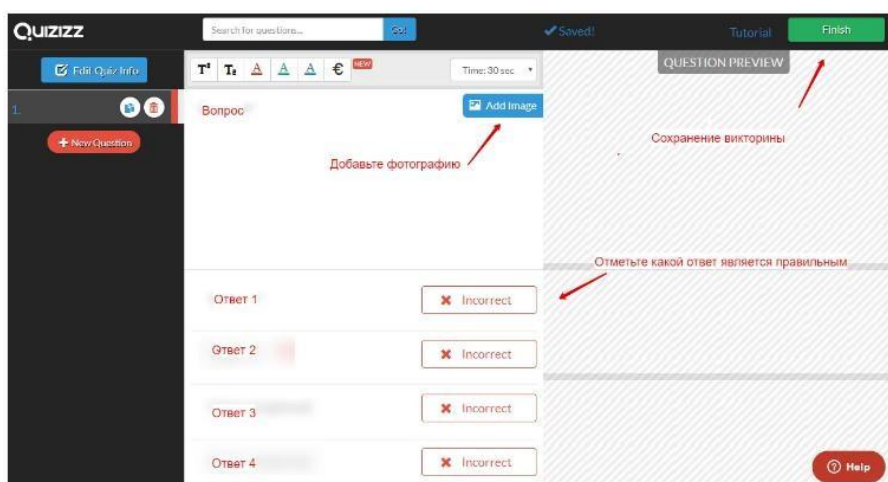 QUIZIZZ
Search for questions...
Go!
Saved!
Tutorial
Finish
Edit Quiz Info
NEW
Time: 30 sec
QUESTION PREVIEW
1.
Вопрос
Add Image
+ New Question
Сохранение викторины
Добавьте фотографию
Отметьте какой ответ является правильным
Ответ 1
Incorrect
Ответ 2
Incorrect
Ответ 3
Incorrect
Ответ 4
Incorrect
Help